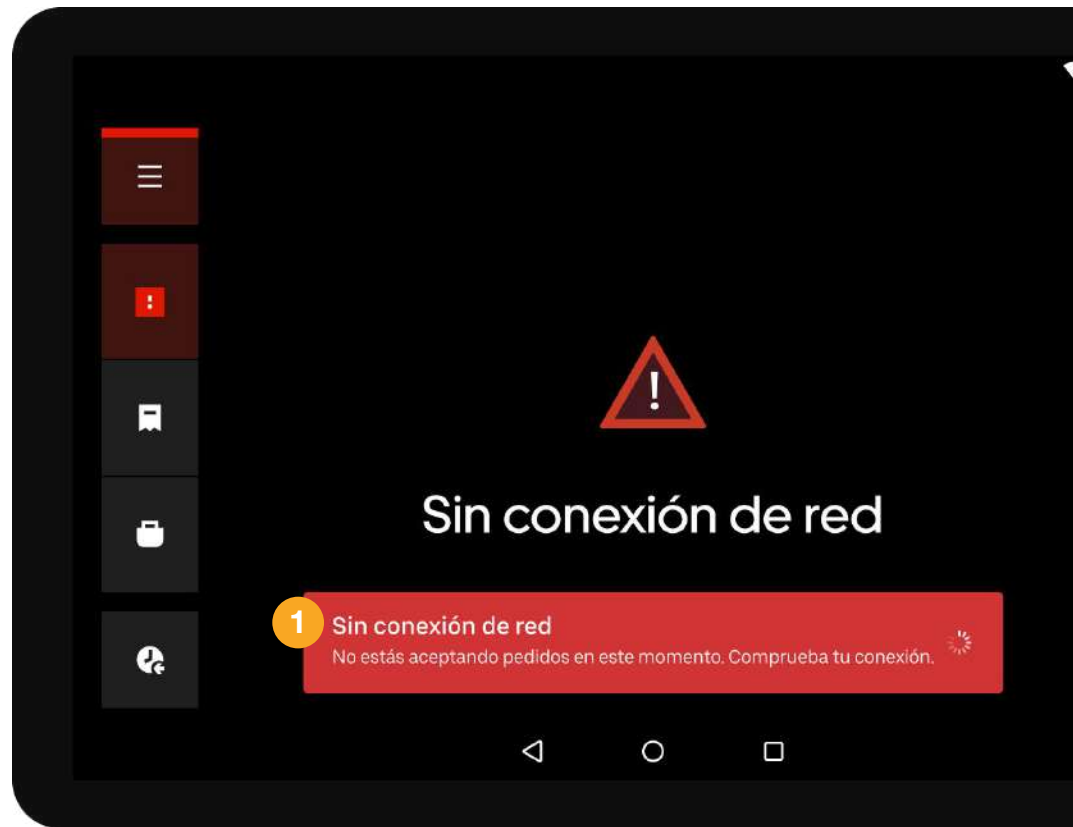 !
Sin conexión de red
1
Sin conexión de red
No estás aceptando pedidos en este momento. Comprueba tu conexión.